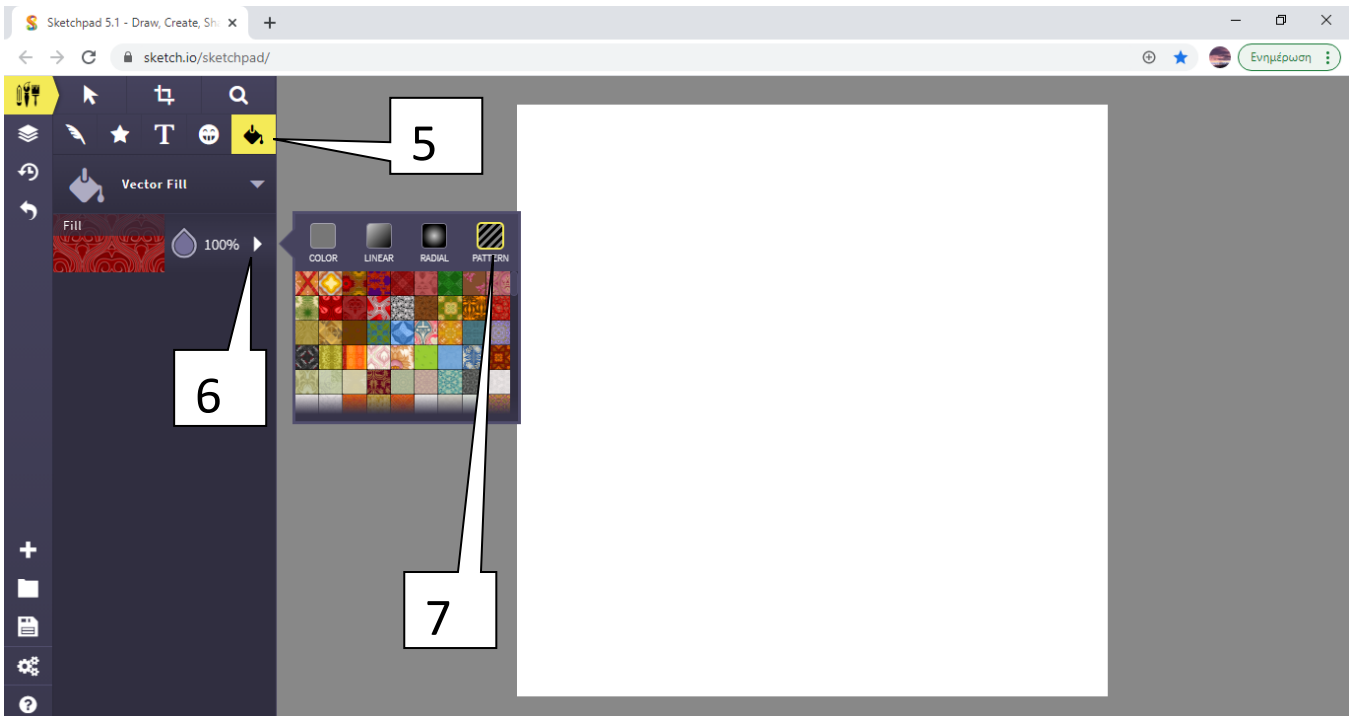 Sketchpad 5.1 - Draw, Create, Sh
sketch.io/sketchpad/
Ενημέρωση
T
5
Vector Fill
Fill
100%
COLOR LINEAR RADIAL PATTERN
6
7